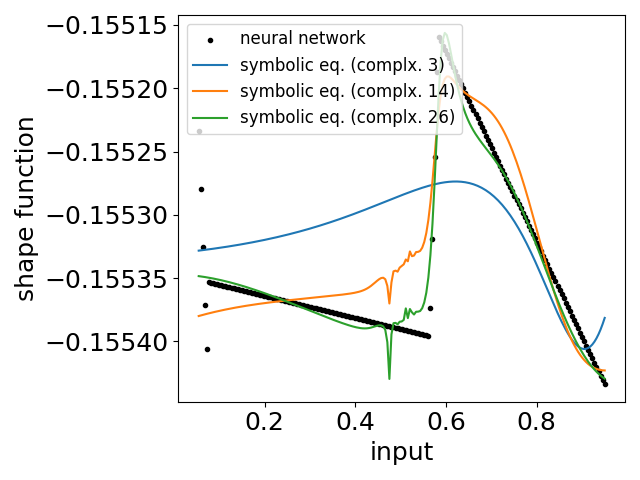 −0.15515
−0.15520
−0.15525
−0.15530
−0.15535
−0.15540
shape function
neural network
symbolic eq. (complx. 3)
symbolic eq. (complx. 14)
symbolic eq. (complx. 26)
0.2 0.4 0.6 0.8
input